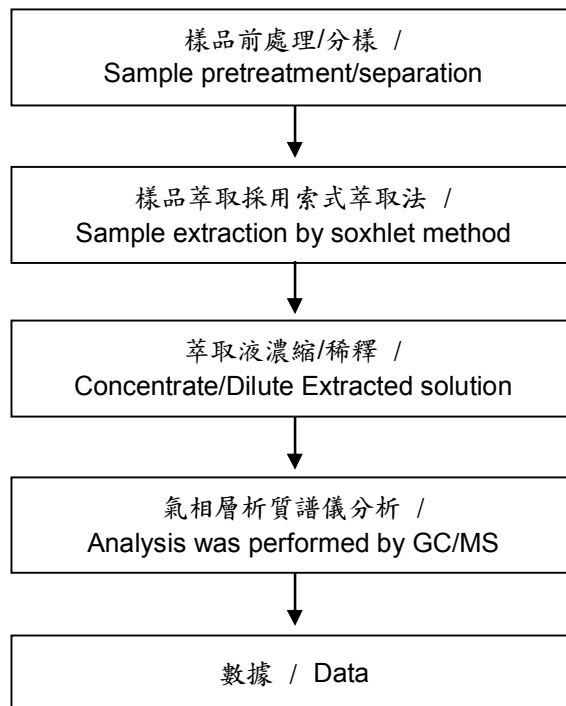 樣品前處理/分樣 /
Sample pretreatment/separation
樣品萃取採用索式萃取法 /
Sample extraction by soxhlet method
萃取液濃縮/稀釋 /
Concentrate/Dilute Extracted solution
氣相層析質譜儀分析 /
Analysis was performed by GC/MS
數據 / Data